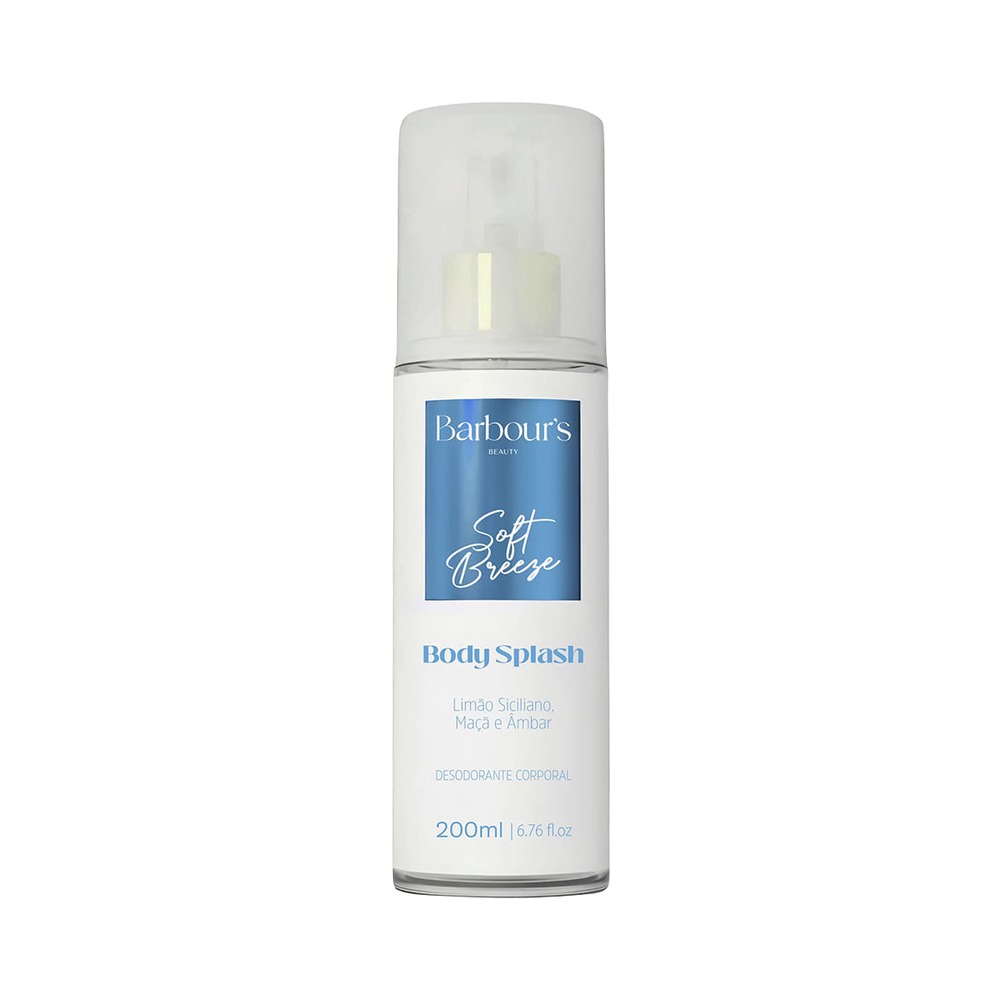 Barbour's
BEAUTY
Soft
Breeze
Body Splash
Limão Siciliano,
Maçã e Âmbar
DESODORANTE CORPORAL
200ml | 6.76 fl.oz